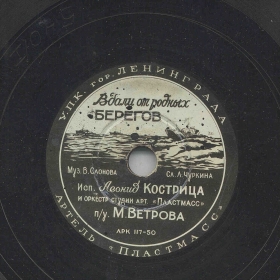 УПК. гор. ЛЕНИНГРАДА
Вдали от родных
БЕРЕГОВ
Муз. В. Слонова
Сл. Л. Чуркина
Исп. Леонид КОСТРИЦА
И ОРКЕСТР СТУДИИ АРТ. «ПЛАСТМАСС»
п/у. М. ВЕТРОВА
АРК 117-50
АРТЕЛЬ «ПЛАСТМАСС»